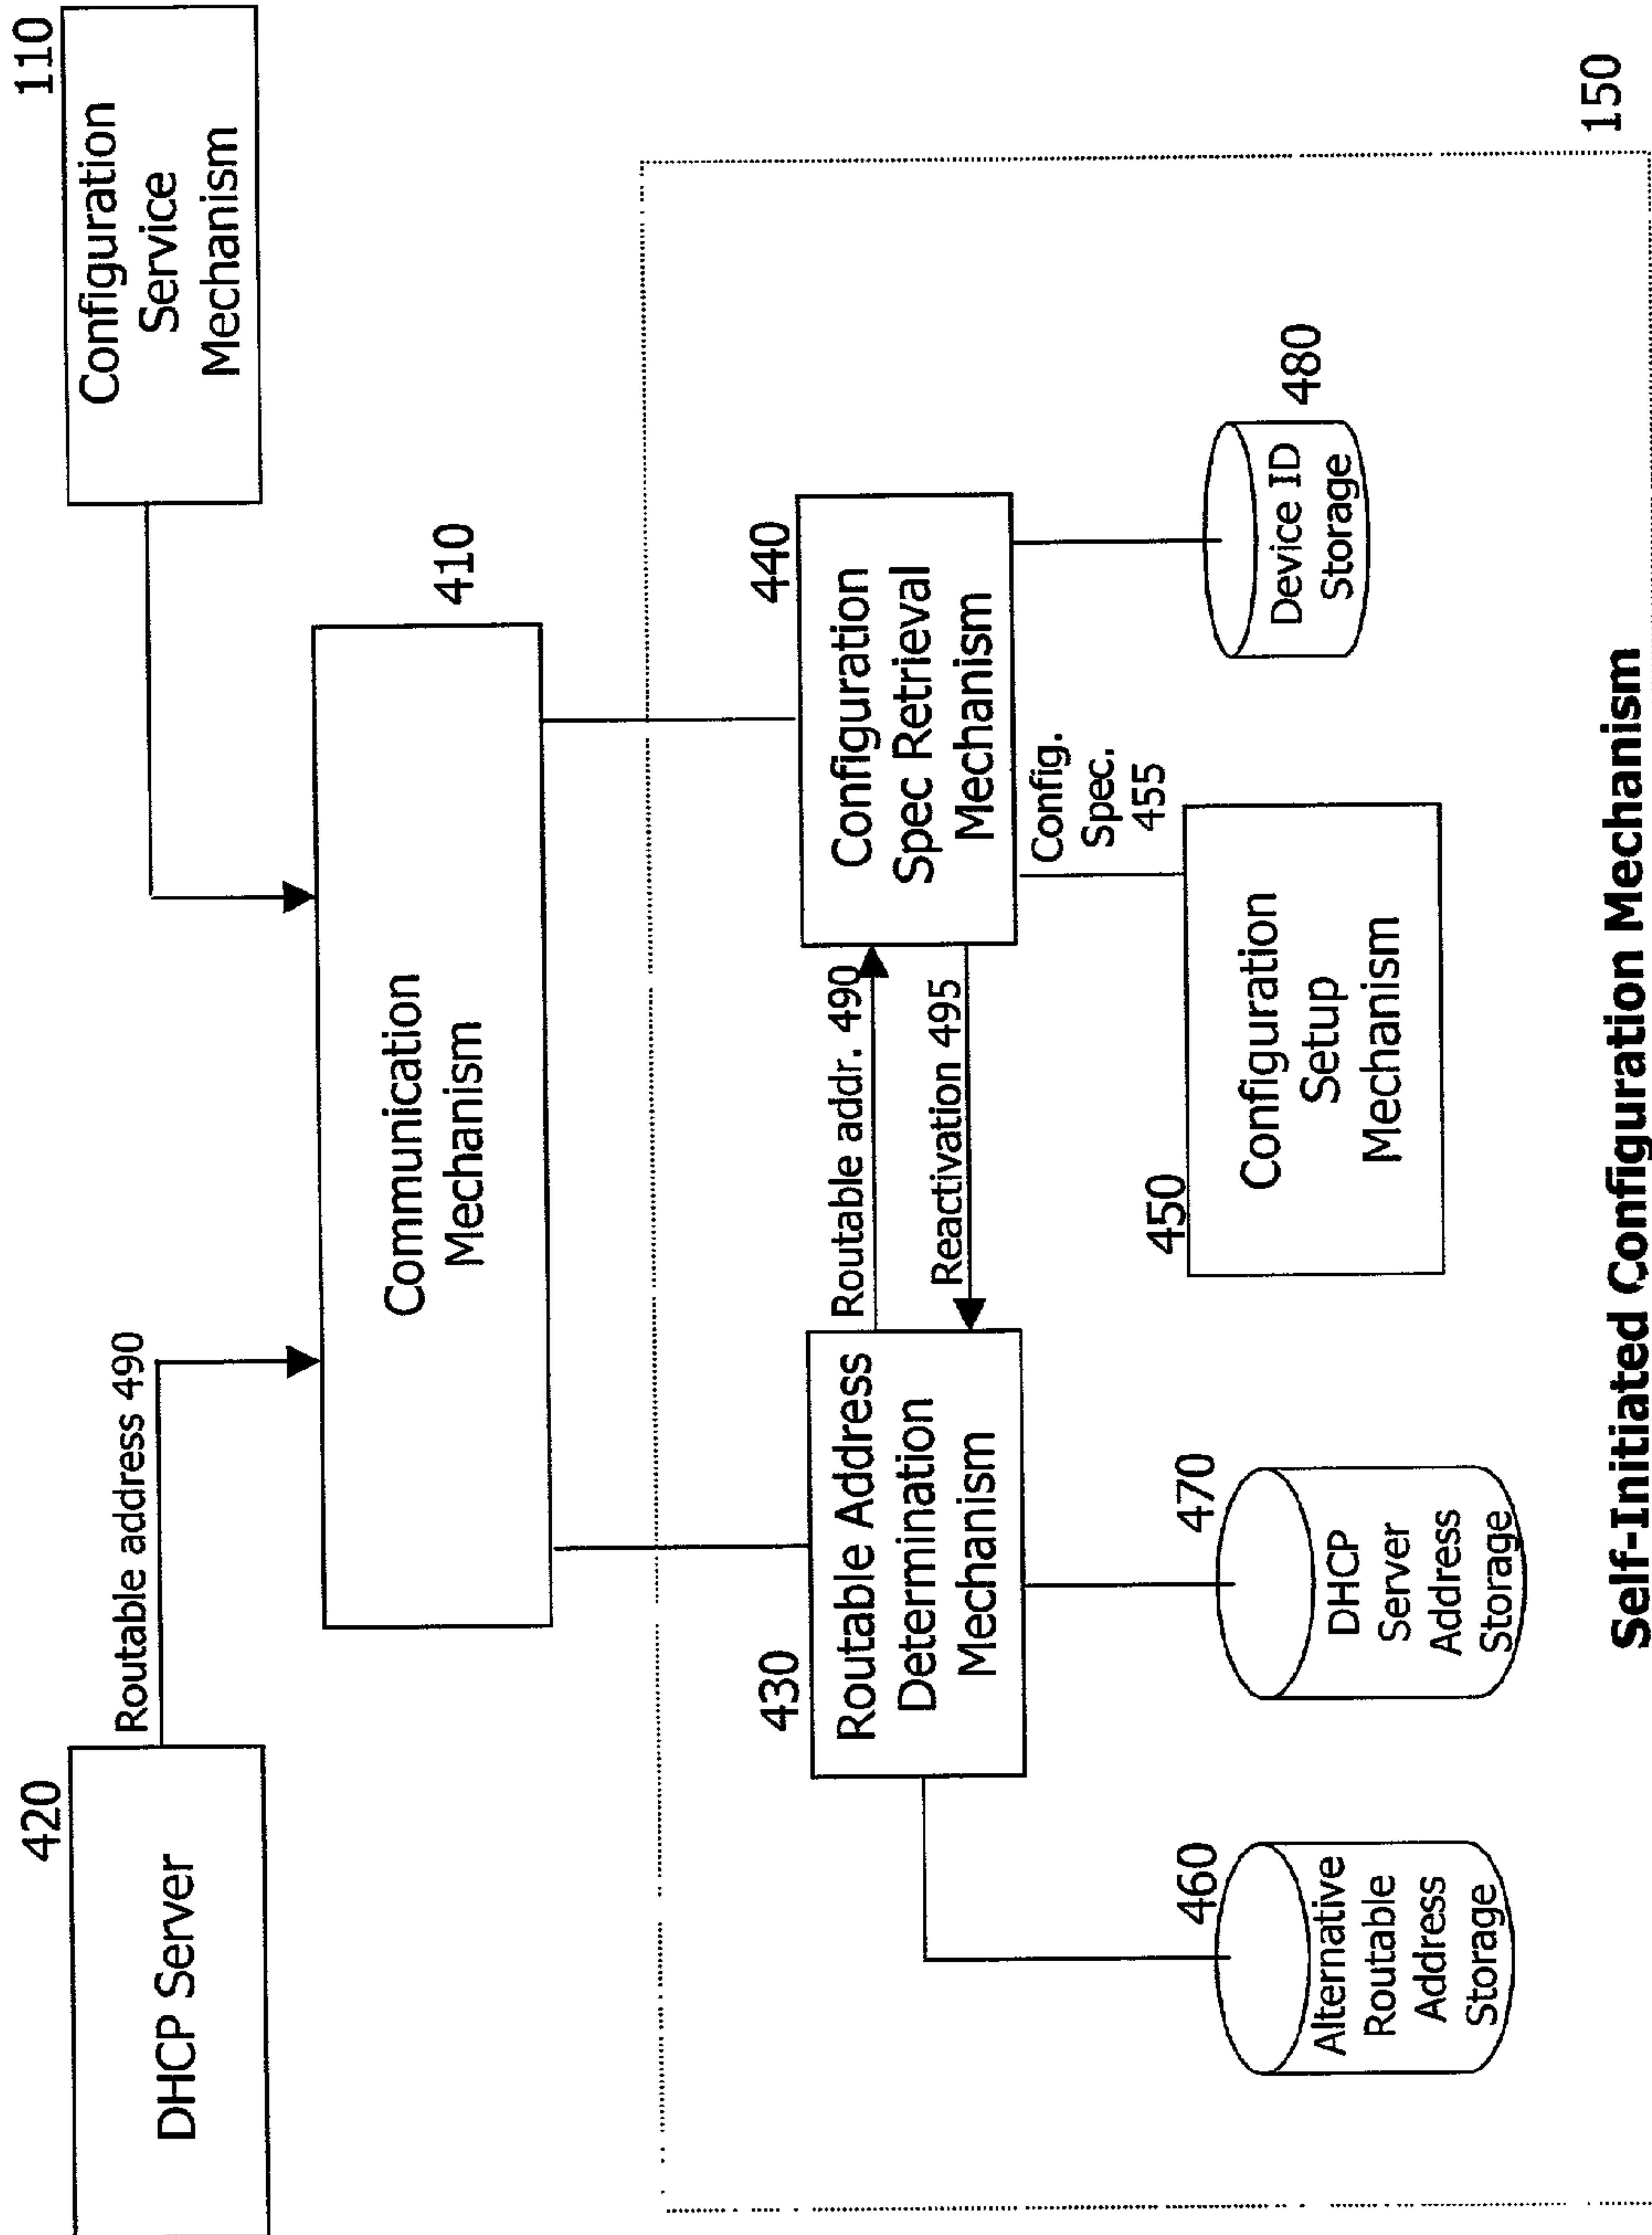 420
DHCP Server
Routable address 490
110
Configuration
Service
Mechanism
Communication
Mechanism
410
430
Routable Address
Determination
Mechanism
Routable addr. 490
Reactivation 495
440
Configuration
Spec Retrieval
Mechanism
Config.
Spec.
455
460
Alternative
Routable
Address
Storage
470
DHCP
Server
Address
Storage
450
Configuration
Setup
Mechanism
Device ID
Storage
480
Self-Initiated Configuration Mechanism
150